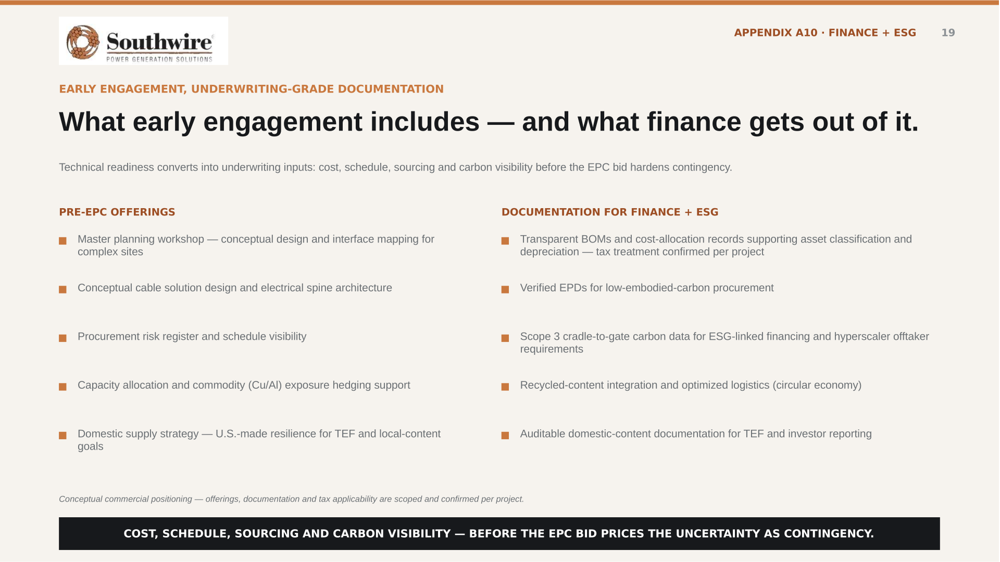 Southwire
POWER GENERATION SOLUTIONS
APPENDIX A10 · FINANCE + ESG
19
EARLY ENGAGEMENT, UNDERWRITING-GRADE DOCUMENTATION
What early engagement includes — and what finance gets out of it.
Technical readiness converts into underwriting inputs: cost, schedule, sourcing and carbon visibility before the EPC bid hardens contingency.
PRE-EPC OFFERINGS
Master planning workshop — conceptual design and interface mapping for
complex sites
Conceptual cable solution design and electrical spine architecture
Procurement risk register and schedule visibility
Capacity allocation and commodity (Cu/Al) exposure hedging support
Domestic supply strategy — U.S.-made resilience for TEF and local-content
goals
DOCUMENTATION FOR FINANCE + ESG
Transparent BOMs and cost-allocation records supporting asset classification and
depreciation — tax treatment confirmed per project
Verified EPDs for low-embodied-carbon procurement
Scope 3 cradle-to-gate carbon data for ESG-linked financing and hyperscaler offtaker
requirements
Recycled-content integration and optimized logistics (circular economy)
Auditable domestic-content documentation for TEF and investor reporting
Conceptual commercial positioning — offerings, documentation and tax applicability are scoped and confirmed per project.
COST, SCHEDULE, SOURCING AND CARBON VISIBILITY — BEFORE THE EPC BID PRICES THE UNCERTAINTY AS CONTINGENCY.